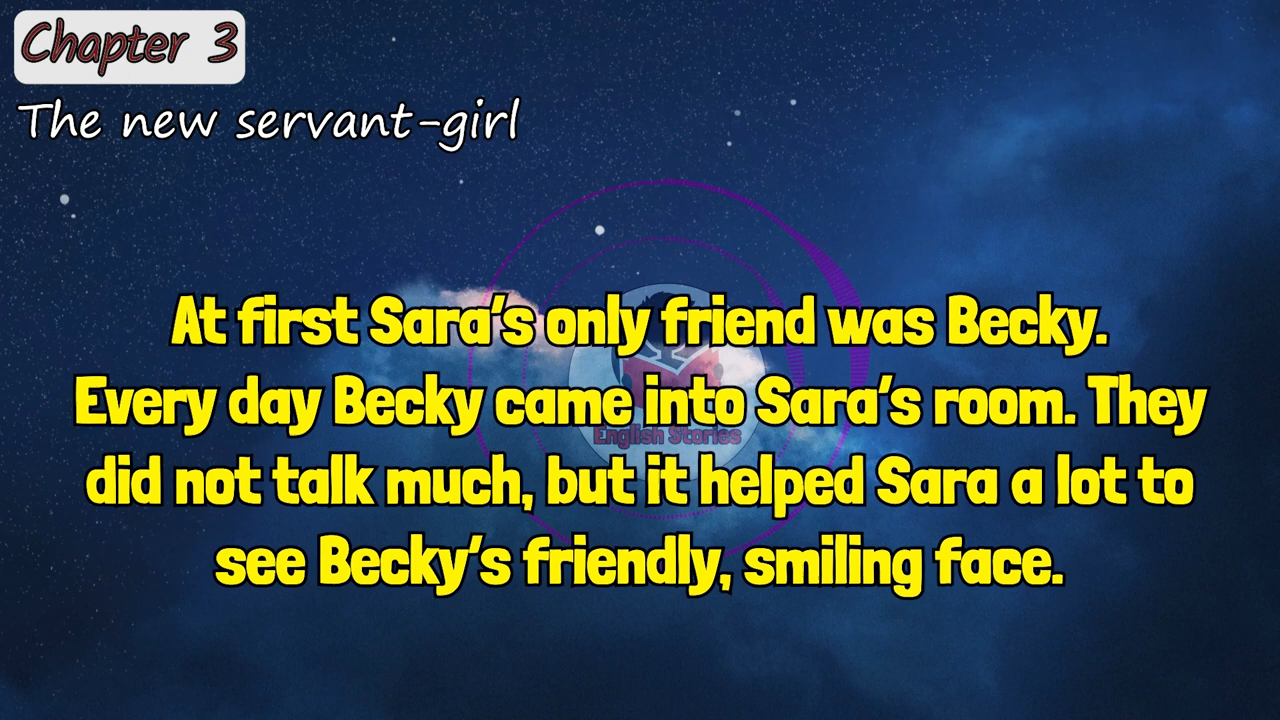 Chapter 3
The new servant-girl
At first Sara's only friend was Becky.
Every day Becky came into Sara's room. They
did not talk much, but it helped Sara a lot to
see Becky's friendly, smiling face.
English Stories